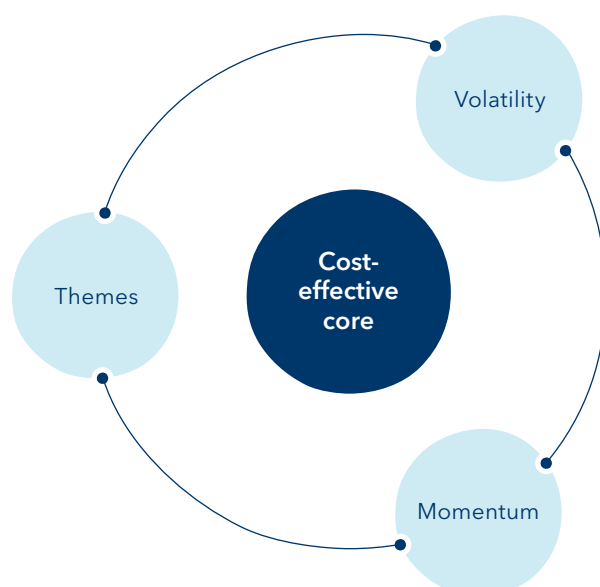 Volatility
Themes
Cost-
effective
core
Momentum